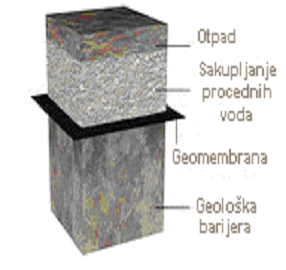 Otpad
Sakupljanje
procednih
voda
Geomembrana
Geološka
barijera